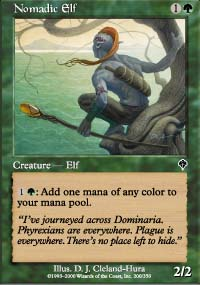 Nomadic Elf 1
Creature — Elf
1 : Add one mana of any color to
your mana pool.
"I've journeyed across Dominaria.
Phyrexians are everywhere. Plague is
everywhere. There's no place left to hide."
Illus. D. J. Cleland-Hura
©1993-2000 Wizards of the Coast, Inc. 200/350
2/2